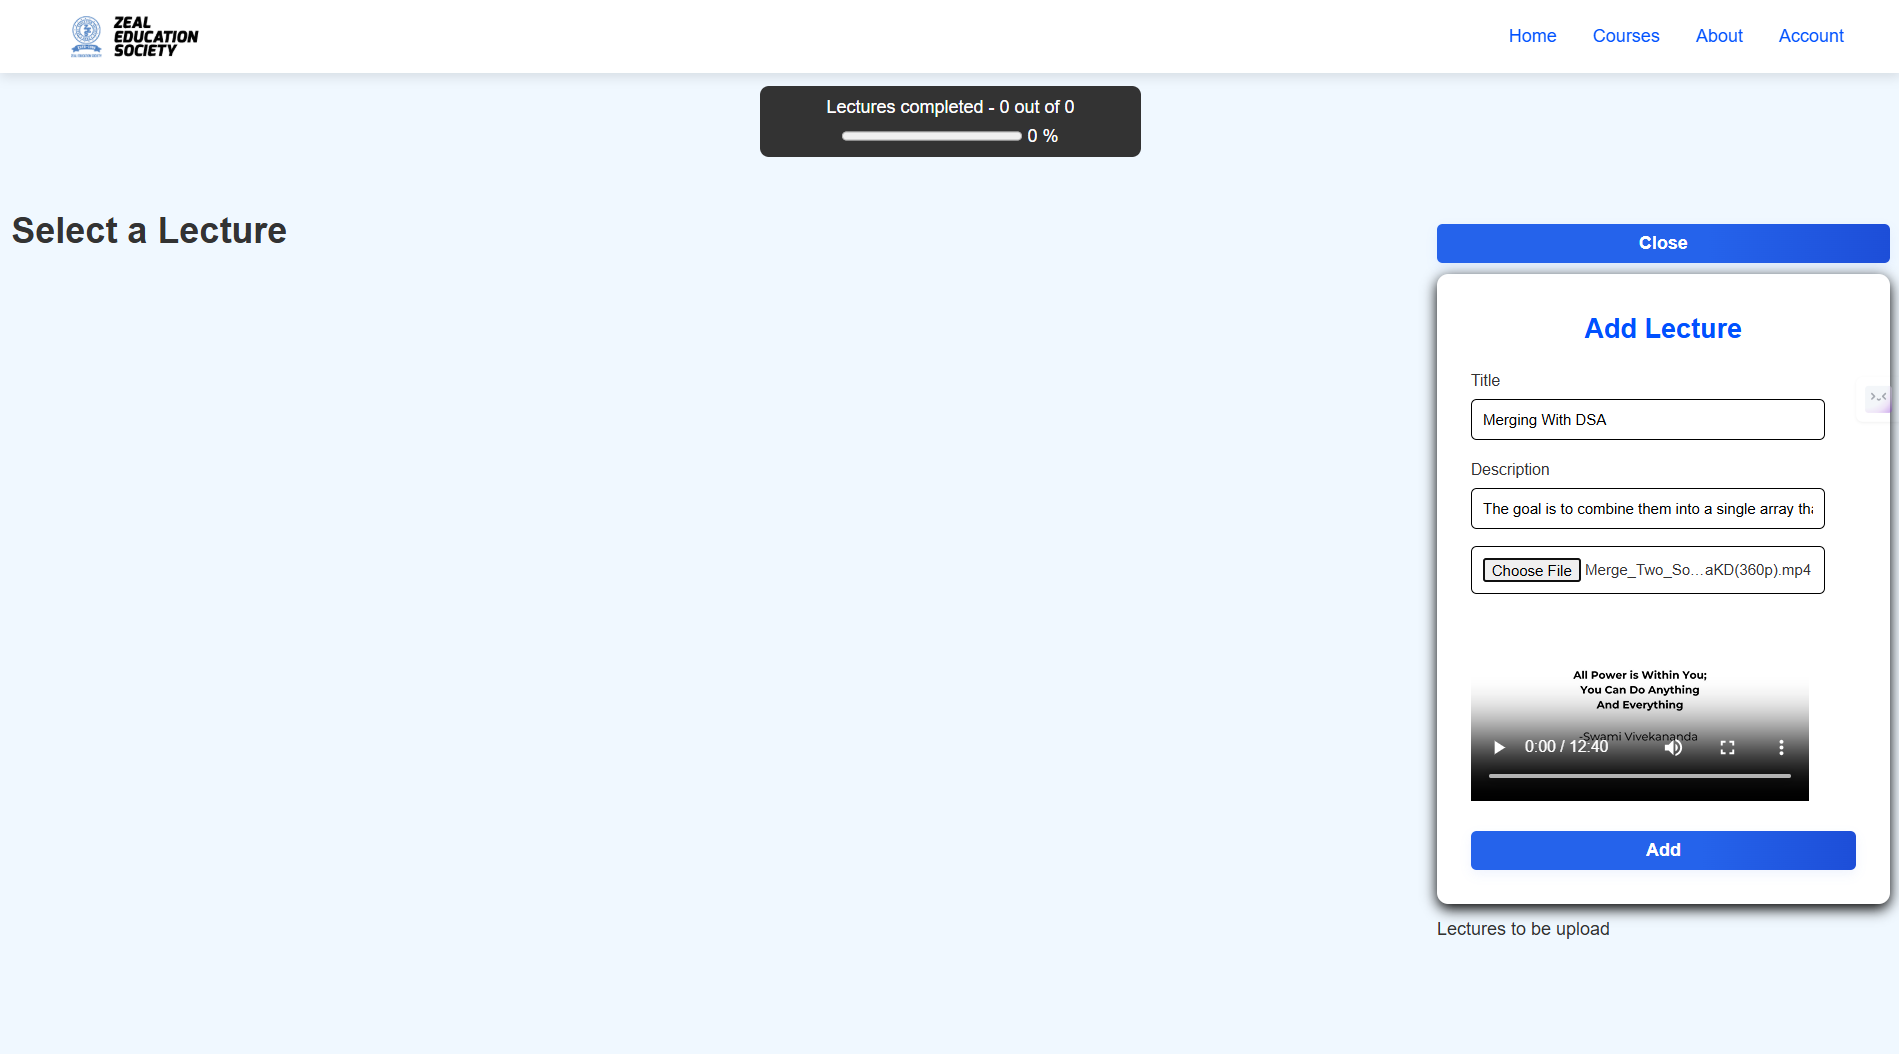 ZEAL
EDUCATION
SOCIETY
Home
Courses
About
Account
Lectures completed - 0 out of 0
0 %
Select a Lecture
Close
Add Lecture
Title
Merging With DSA
Description
The goal is to combine them into a single array tha
Choose File Merge_Two_So...aKD(360p).mp4
All Power is Within You;
You Can Do Anything
And Everything
-Swami Vivekananda
0:00 / 12:40
Add
Lectures to be upload